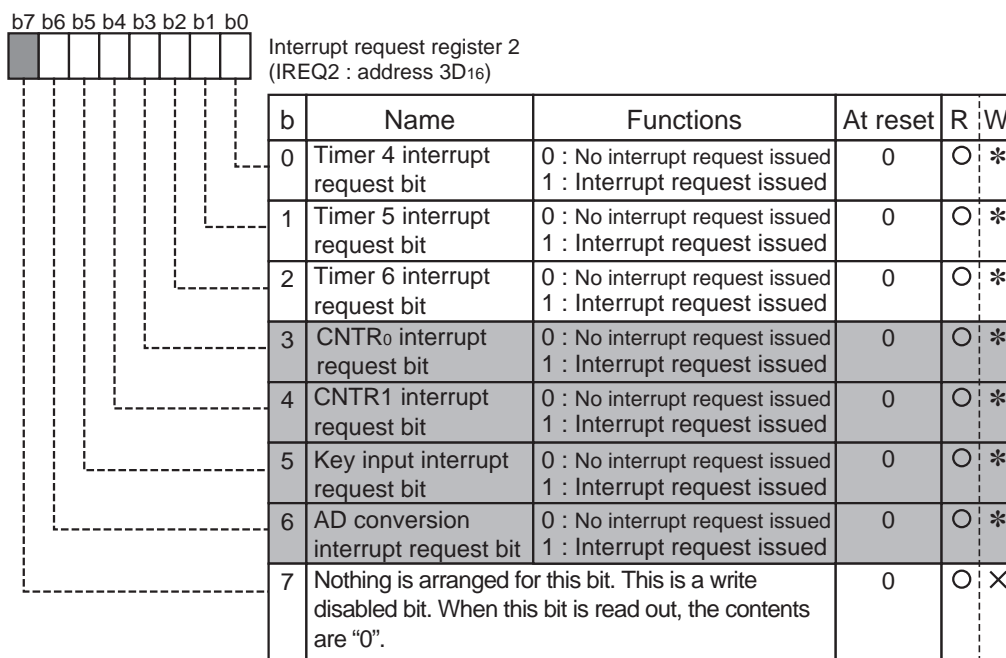 b7 b6 b5 b4 b3 b2 b1 b0
Interrupt request register 2
(IREQ2 : address 3D16)
b Name Functions At reset R W
0 Timer 4 interrupt request bit 0 : No interrupt request issued 0 O ✻
1 : Interrupt request issued
1 Timer 5 interrupt request bit 0 : No interrupt request issued 0 O ✻
1 : Interrupt request issued
2 Timer 6 interrupt request bit 0 : No interrupt request issued 0 O ✻
1 : Interrupt request issued
3 CNTR0 interrupt request bit 0 : No interrupt request issued 0 O ✻
1 : Interrupt request issued
4 CNTR1 interrupt request bit 0 : No interrupt request issued 0 O ✻
1 : Interrupt request issued
5 Key input interrupt request bit 0 : No interrupt request issued 0 O ✻
1 : Interrupt request issued
6 AD conversion interrupt request bit 0 : No interrupt request issued 0 O ✻
1 : Interrupt request issued
7 Nothing is arranged for this bit. This is a write 0 O ×
disabled bit. When this bit is read out, the contents
are “0”.